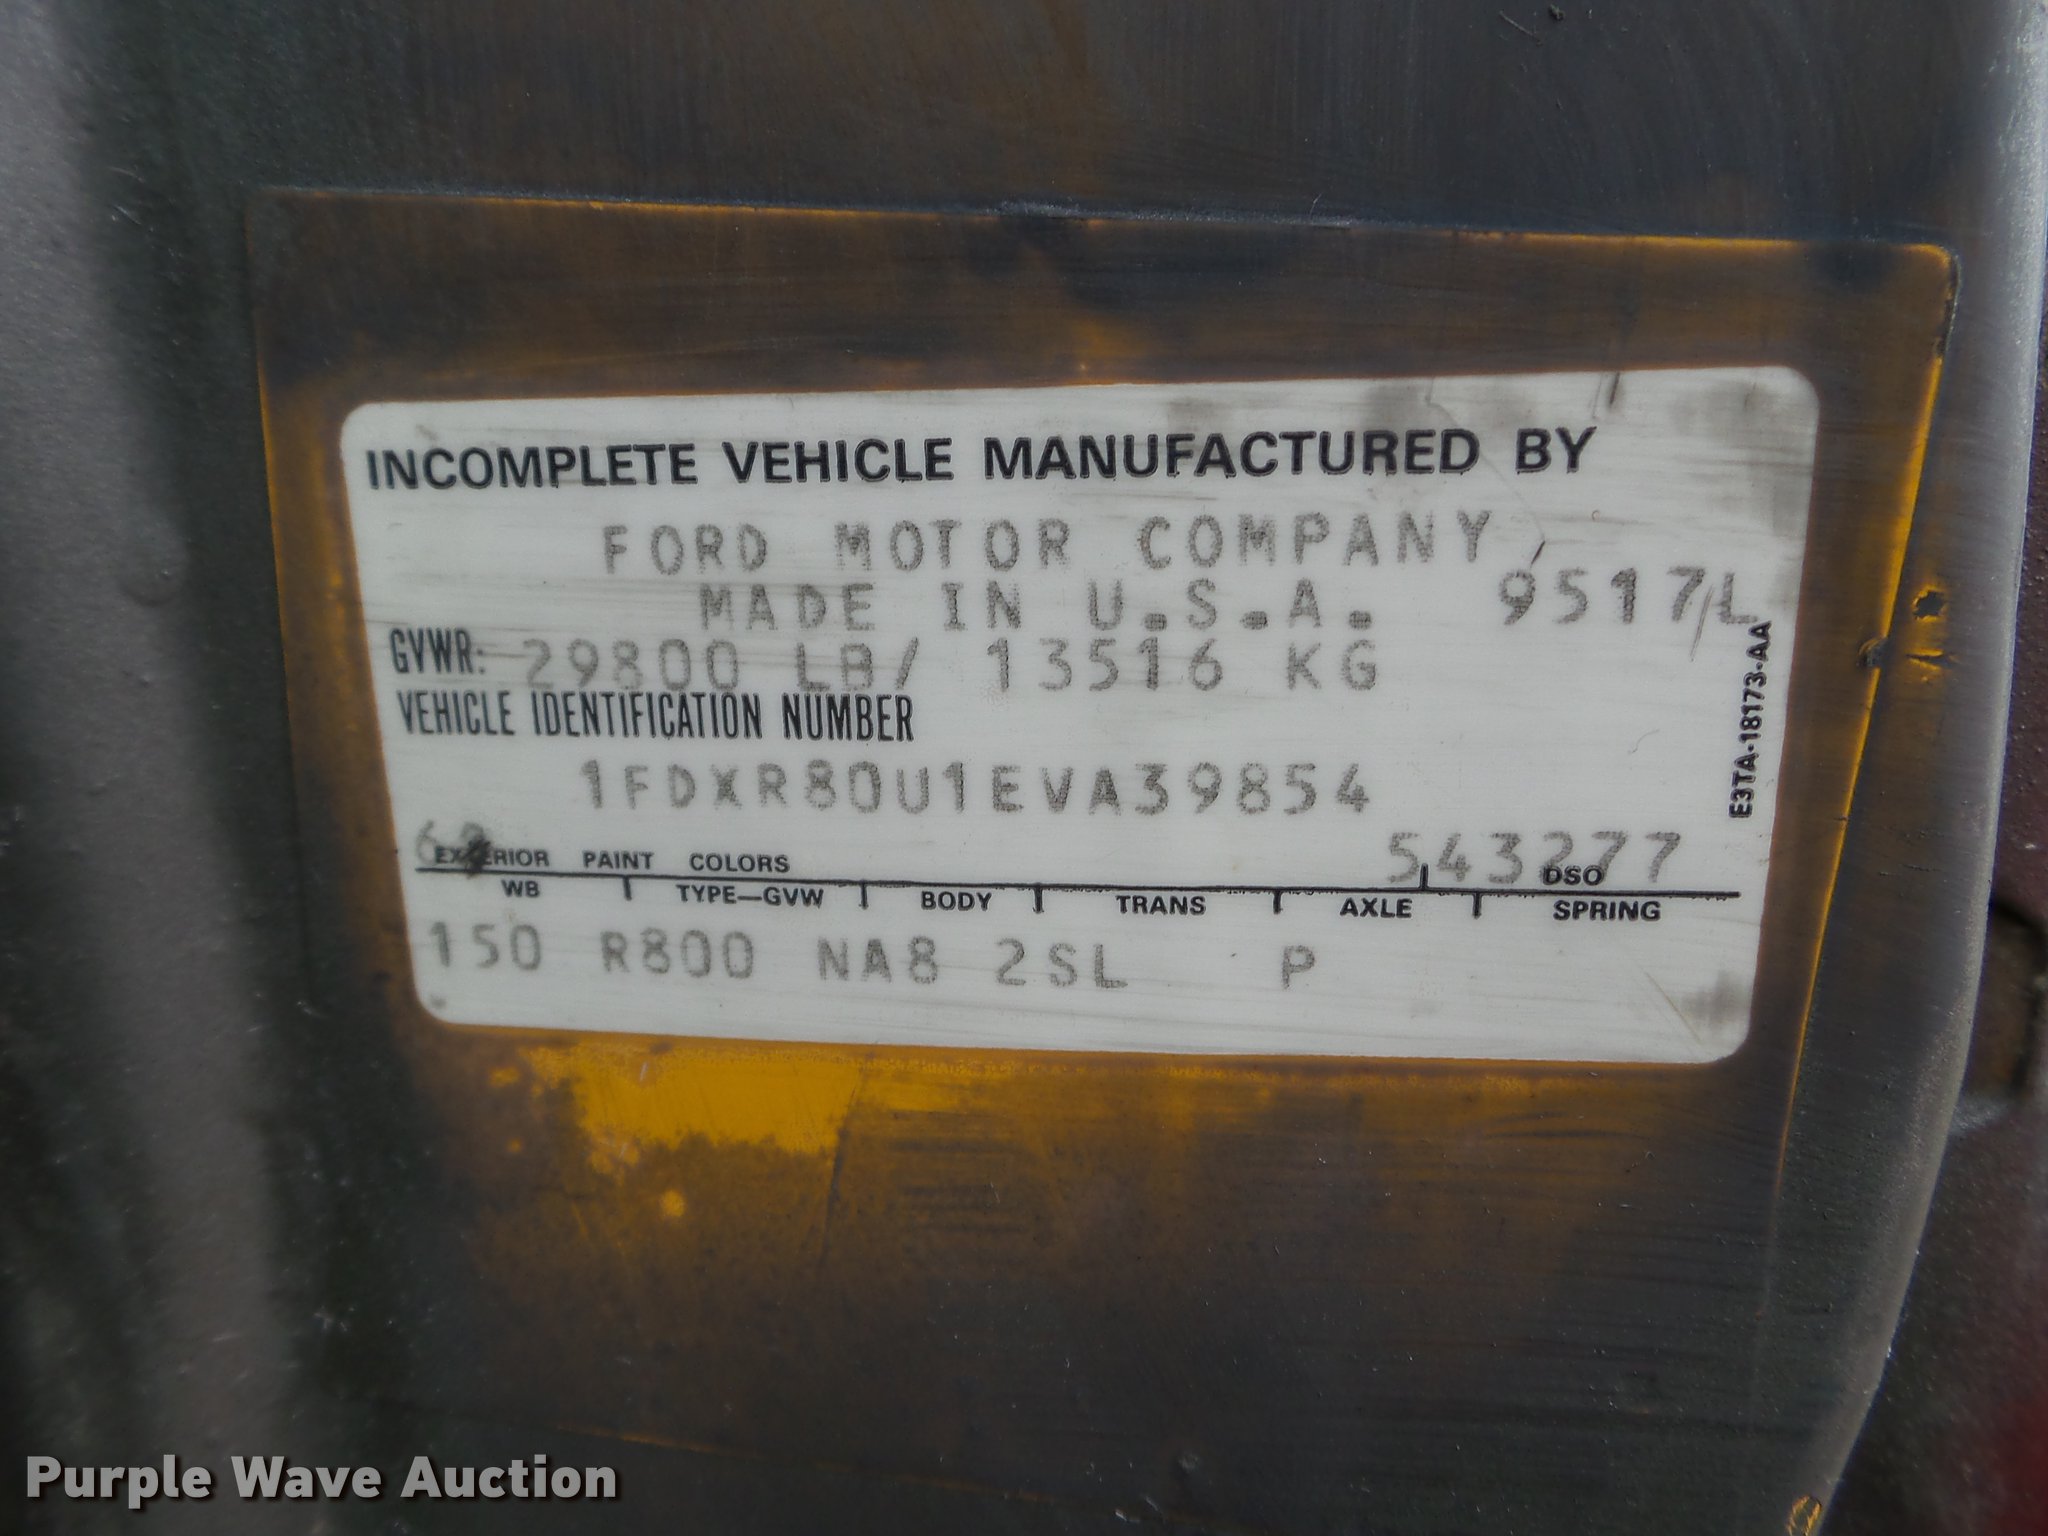 INCOMPLETE VEHICLE MANUFACTURED BY
FORD MOTOR COMPANY
MADE IN U.S.A. 9517/L
GVWR: 29800 LB/ 13516 KG
VEHICLE IDENTIFICATION NUMBER
1FDXR80U1EVA39854
E3TA-18173-AA
543277
EXTERIOR PAINT COLORS DSO
WB TYPE—GVW BODY TRANS AXLE SPRING
150 R800 NA8 2SL P
Purple Wave Auction